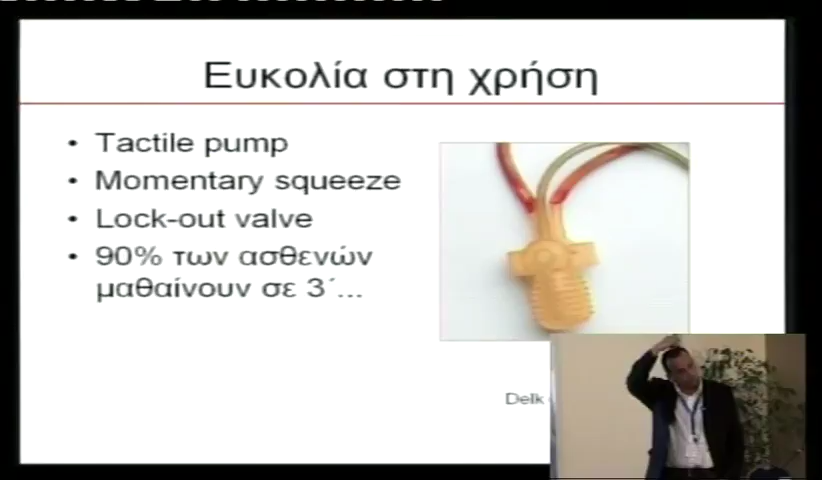 Ευκολία στη χρήση
• Tactile pump
• Momentary squeeze
• Lock-out valve
• 90% των ασθενών
μαθαίνουν σε 3΄...
Delk